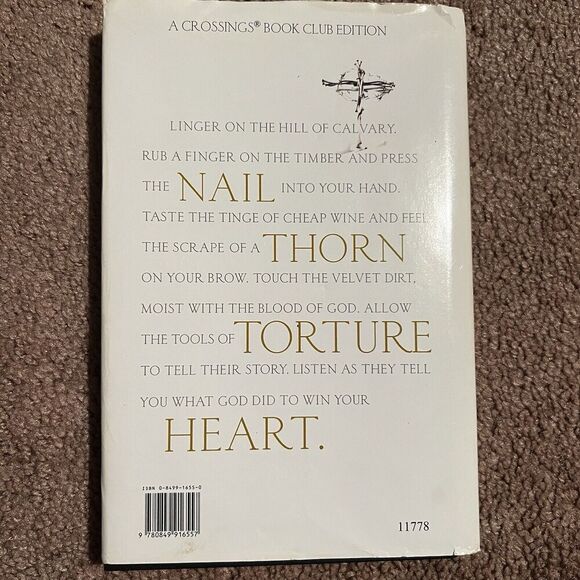 A CROSSINGS® BOOK CLUB EDITION
LINGER ON THE HILL OF CALVARY.
RUB A FINGER ON THE TIMBER AND PRESS
THE NAIL INTO YOUR HAND.
TASTE THE TINGE OF CHEAP WINE AND FEEL
THE SCRAPE OF A THORN
ON YOUR BROW. TOUCH THE VELVET DIRT,
MOIST WITH THE BLOOD OF GOD. ALLOW
THE TOOLS OF TORTURE
TO TELL THEIR STORY. LISTEN AS THEY TELL
YOU WHAT GOD DID TO WIN YOUR
HEART.
ISBN 0-8499-1655-0
9 780849 916557
11778